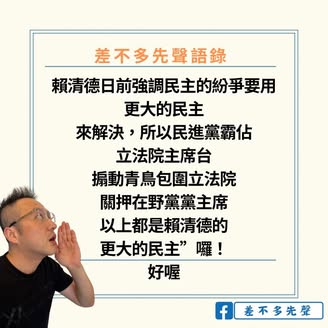 差不多先聲語錄
賴清德日前強調民主的紛爭要用
更大的民主
來解決，所以民進黨霸佔
立法院主席台
搧動青鳥包圍立法院
關押在野黨黨主席
以上都是賴清德的
更大的民主”囉！
好喔
差不多先聲